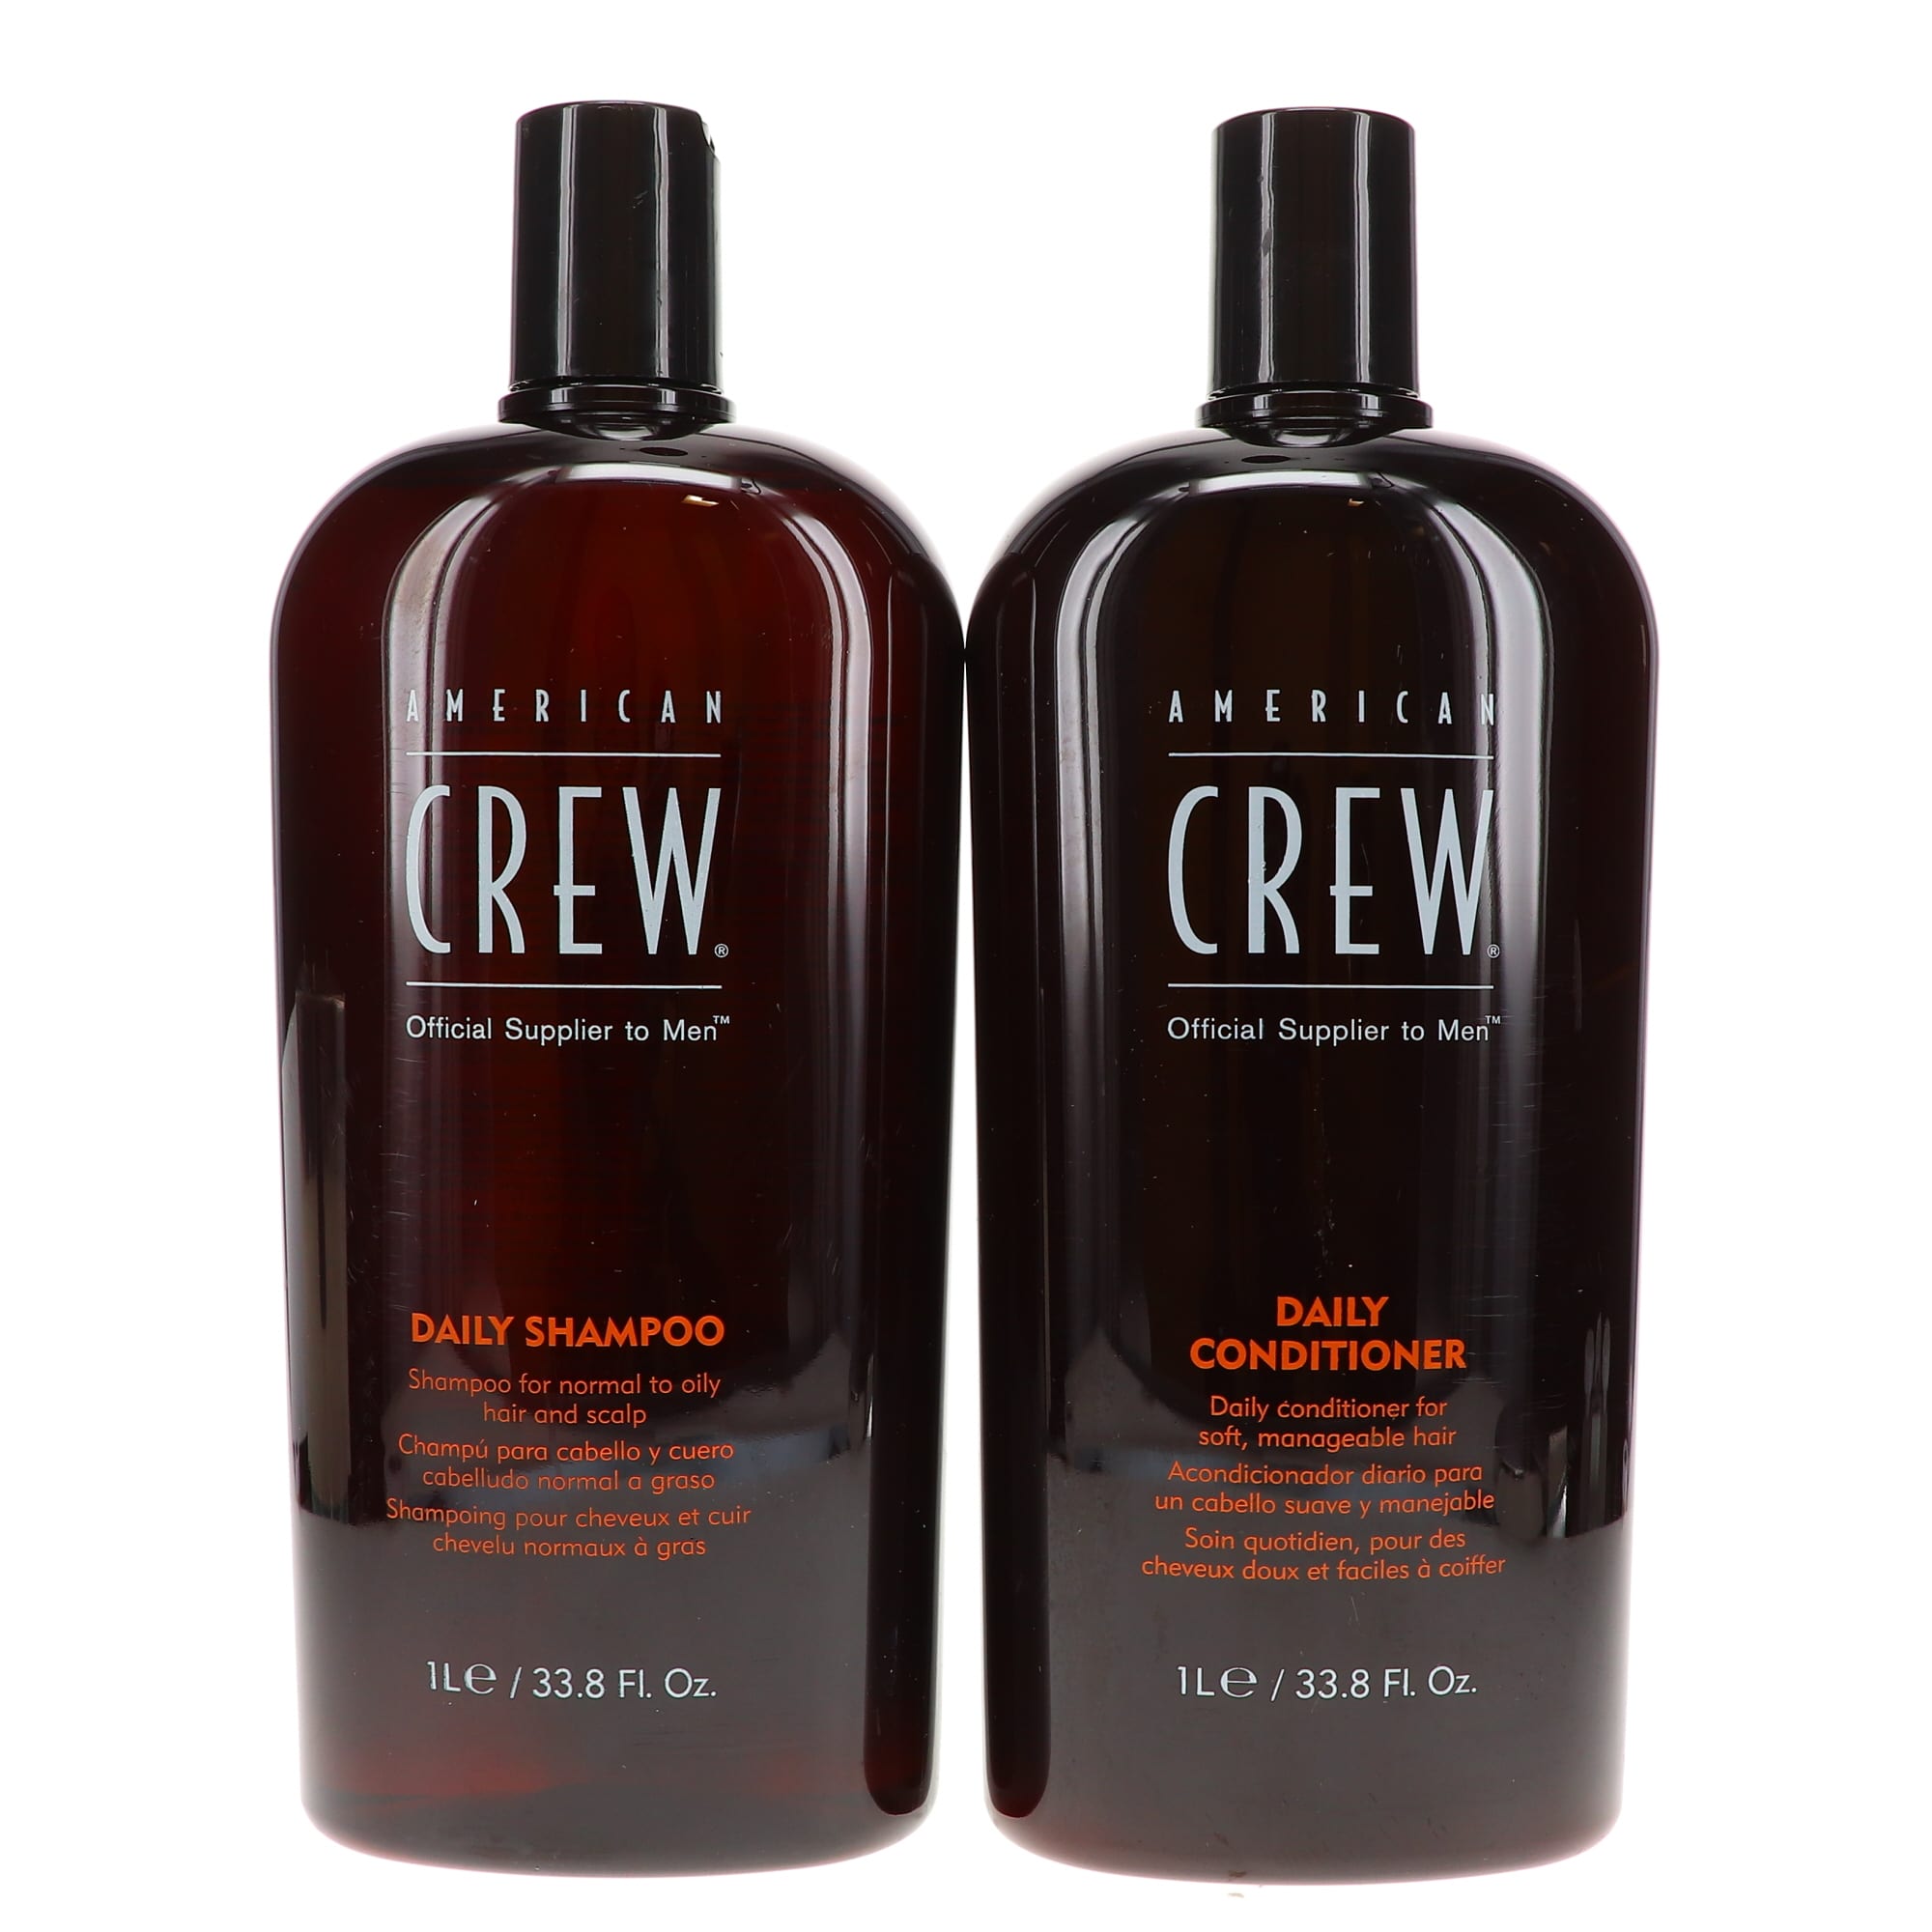 AMERICAN
CREW®
Official Supplier to Men™
DAILY SHAMPOO
Shampoo for normal to oily
hair and scalp
Champú para cabello y cuero
cabelludo normal a graso
Shampoing pour cheveux et cuir
chevelu normaux à gras
1L℮ / 33.8 Fl. Oz.
AMERICAN
CREW®
Official Supplier to Men™
DAILY
CONDITIONER
Daily conditioner for
soft, manageable hair
Acondicionador diario para
un cabello suave y manejable
Soin quotidien, pour des
cheveux doux et faciles à coiffer
1L℮ / 33.8 Fl. Oz.